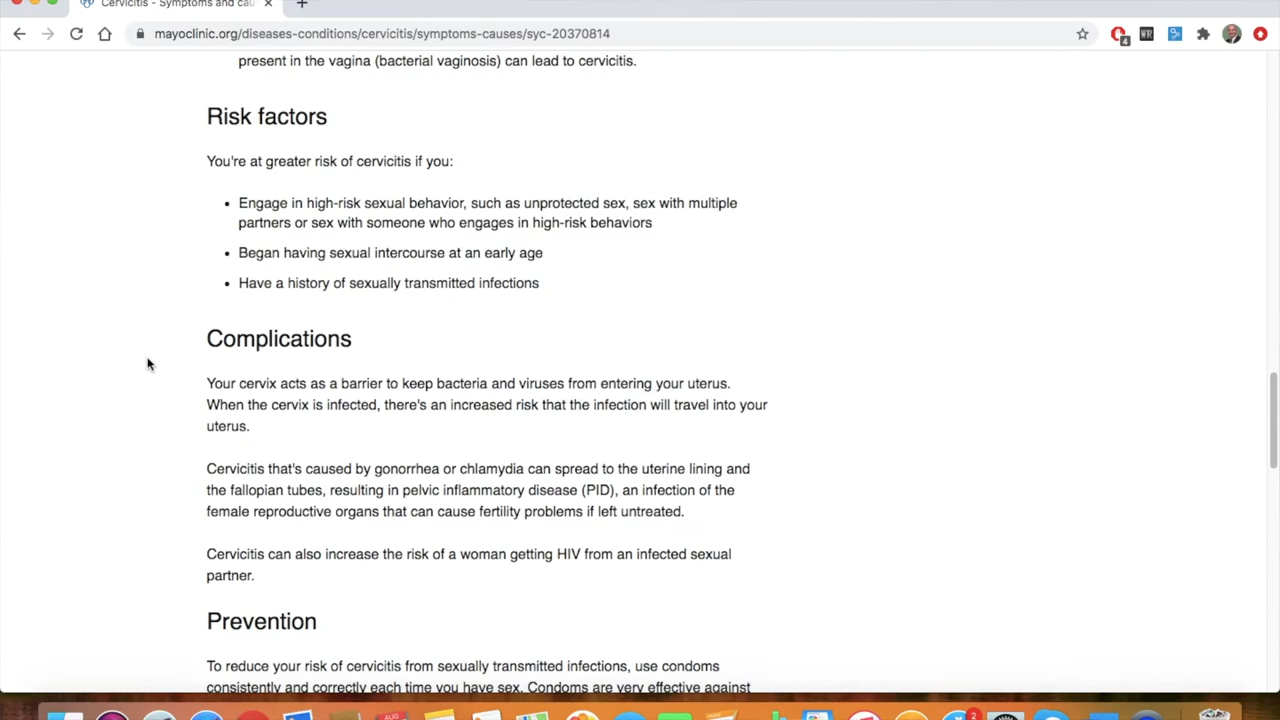 Cervicitis - Symptoms and cau
mayoclinic.org/diseases-conditions/cervicitis/symptoms-causes/syc-20370814
4
WR
present in the vagina (bacterial vaginosis) can lead to cervicitis.
Risk factors
You're at greater risk of cervicitis if you:
• Engage in high-risk sexual behavior, such as unprotected sex, sex with multiple
partners or sex with someone who engages in high-risk behaviors
• Began having sexual intercourse at an early age
• Have a history of sexually transmitted infections
Complications
Your cervix acts as a barrier to keep bacteria and viruses from entering your uterus.
When the cervix is infected, there's an increased risk that the infection will travel into your
uterus.
Cervicitis that's caused by gonorrhea or chlamydia can spread to the uterine lining and
the fallopian tubes, resulting in pelvic inflammatory disease (PID), an infection of the
female reproductive organs that can cause fertility problems if left untreated.
Cervicitis can also increase the risk of a woman getting HIV from an infected sexual
partner.
Prevention
To reduce your risk of cervicitis from sexually transmitted infections, use condoms
consistently and correctly each time you have sex. Condoms are very effective against
AUG
2